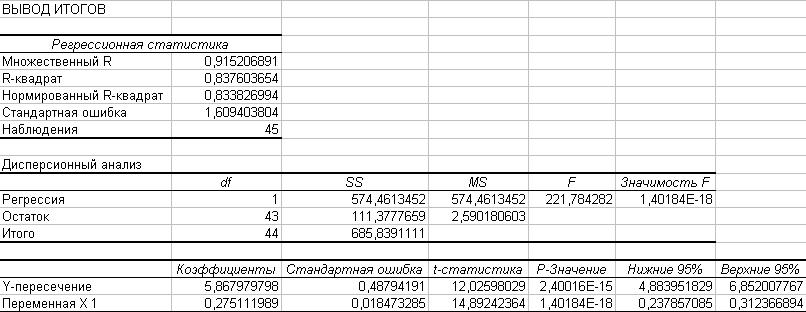 ВЫВОД ИТОГОВ
Регрессионная статистика
Множественный R 0,915206891
R-квадрат 0,837603654
Нормированный R-квадрат 0,833826994
Стандартная ошибка 1,609403804
Наблюдения 45
Дисперсионный анализ
df SS MS F Значимость F
Регрессия 1 574,4613452 574,4613452 221,784282 1,40184E-18
Остаток 43 111,3777659 2,590180603
Итого 44 685,8391111
Коэффициенты Стандартная ошибка t-статистика P-Значение Нижние 95% Верхние 95%
Y-пересечение 5,867979798 0,48794191 12,02598029 2,40016E-15 4,883951829 6,852007767
Переменная X 1 0,275111989 0,018473285 14,89242364 1,40184E-18 0,237857085 0,312366894